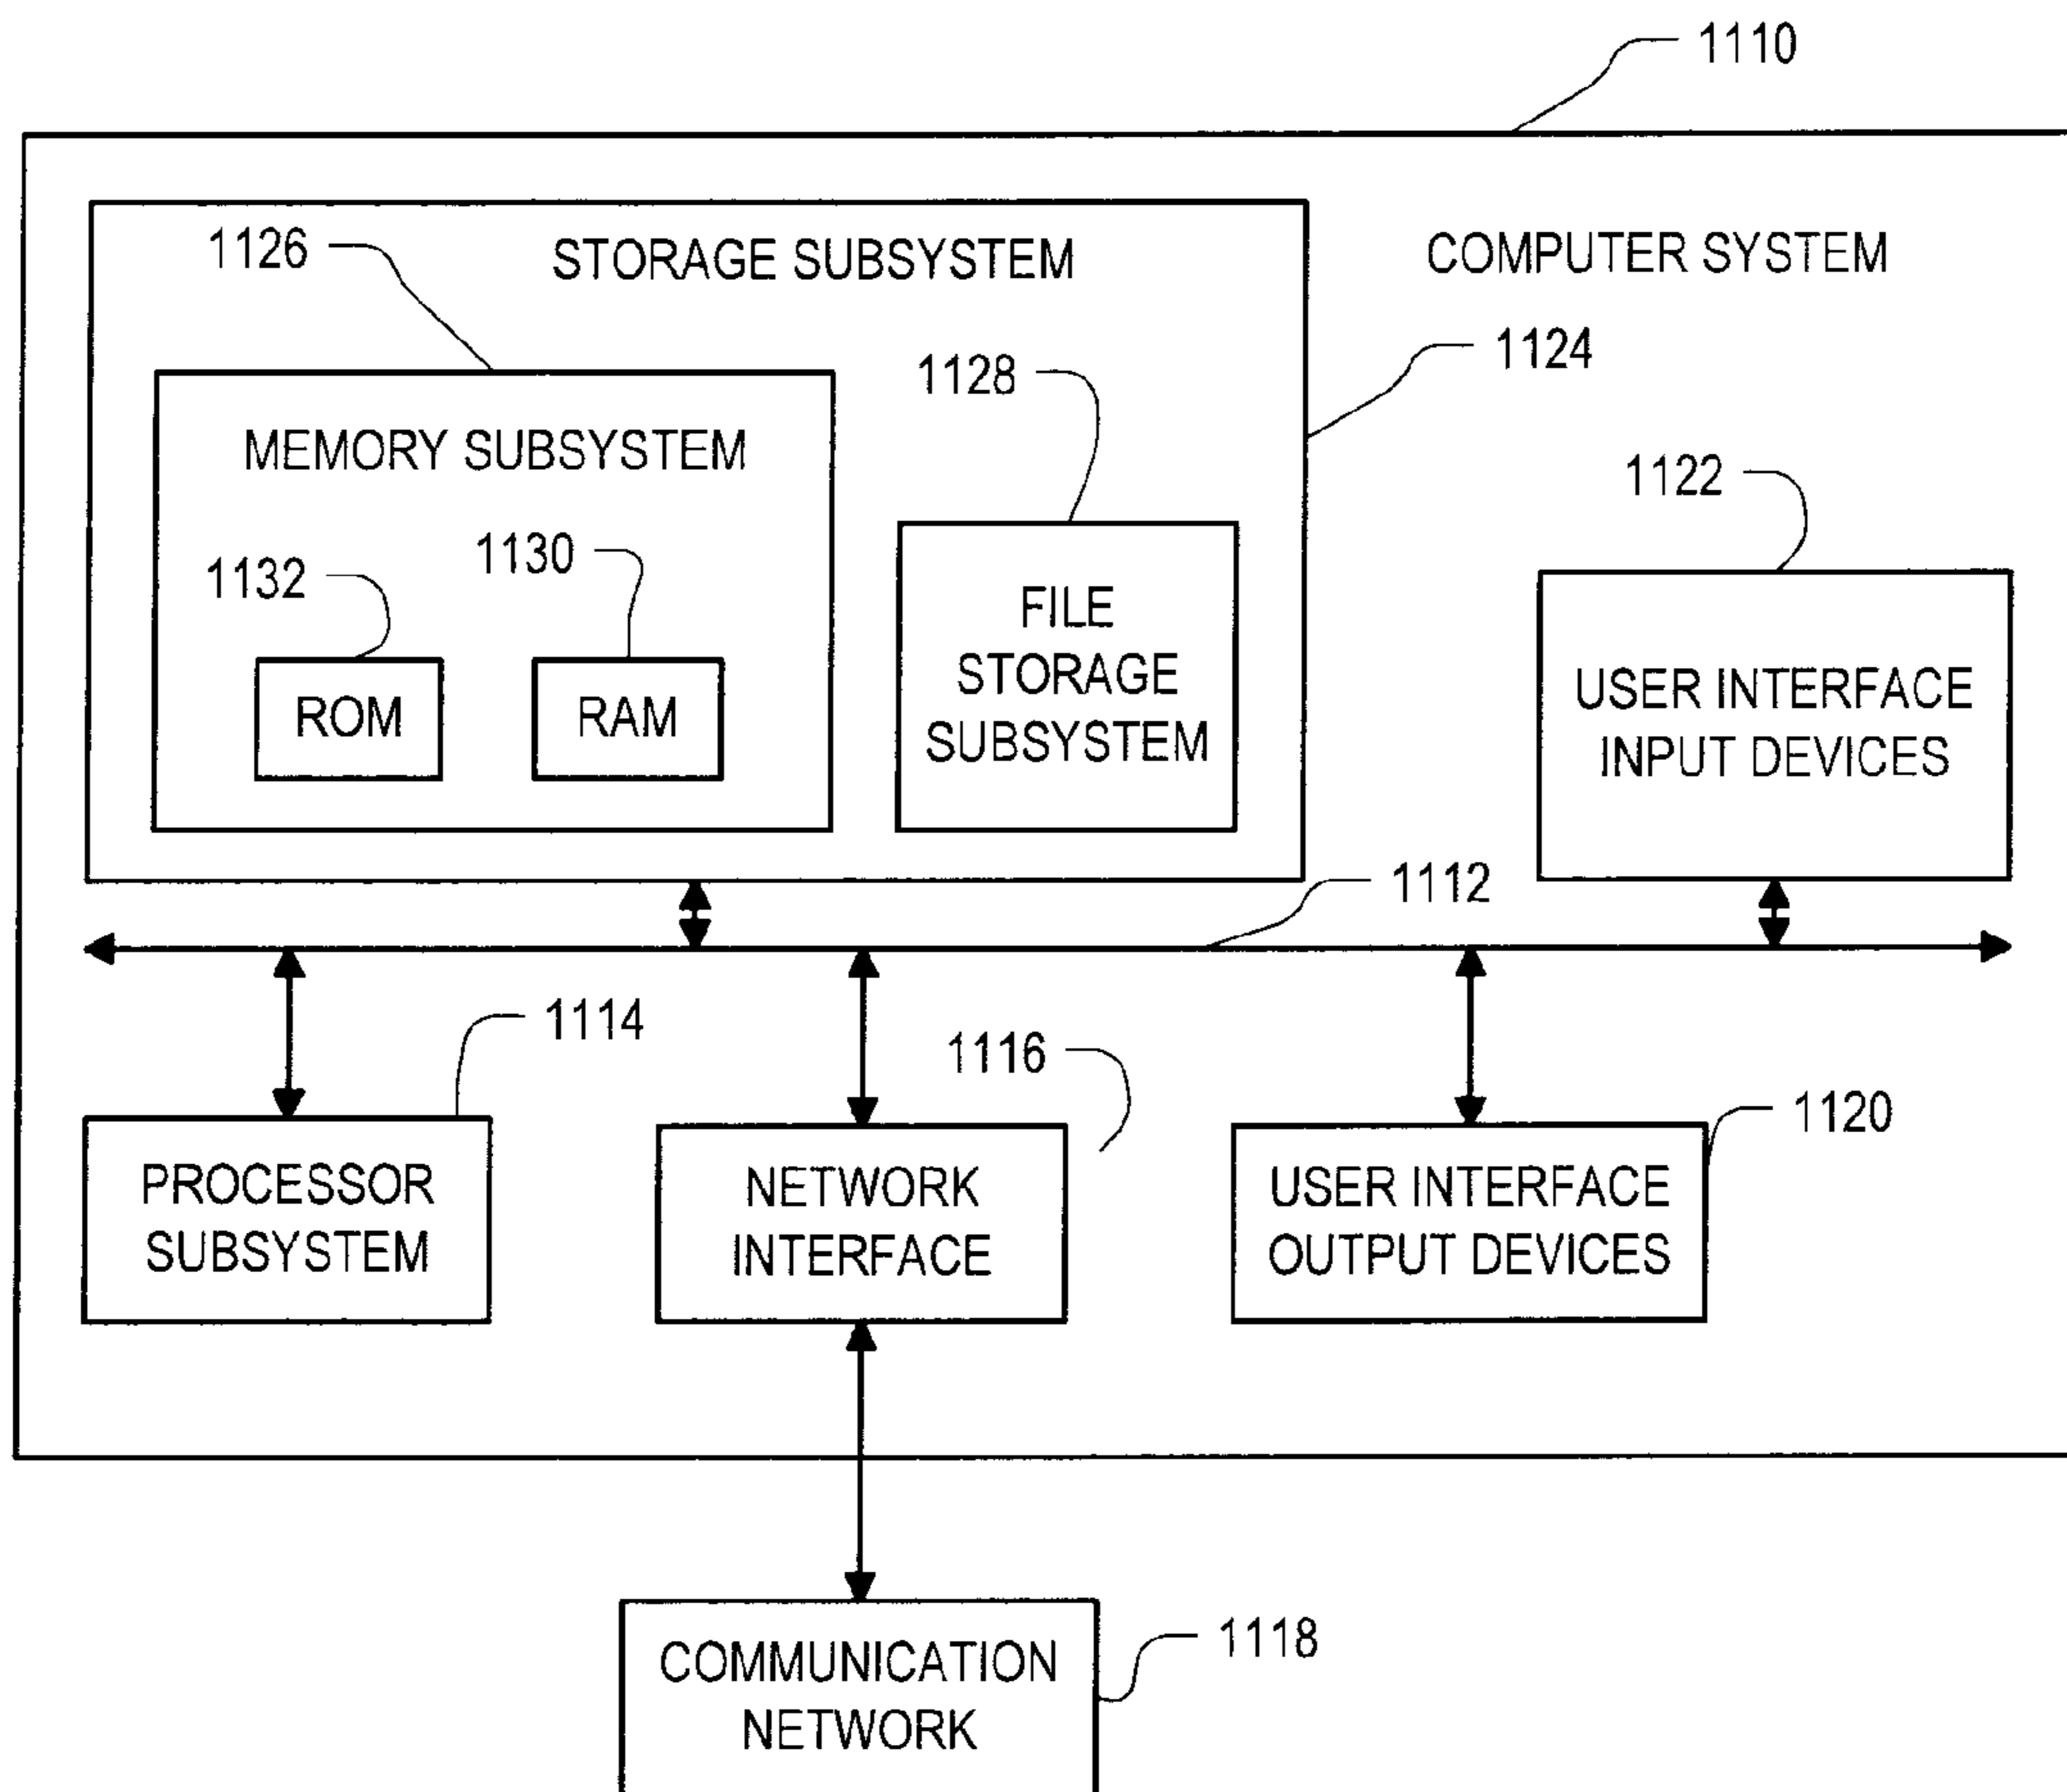 1110
1126
STORAGE SUBSYSTEM
COMPUTER SYSTEM
1124
1128
MEMORY SUBSYSTEM
1122
1132
1130
FILE
STORAGE
SUBSYSTEM
ROM
RAM
USER INTERFACE
INPUT DEVICES
1112
1114
1116
1120
PROCESSOR
SUBSYSTEM
NETWORK
INTERFACE
USER INTERFACE
OUTPUT DEVICES
1118
COMMUNICATION
NETWORK